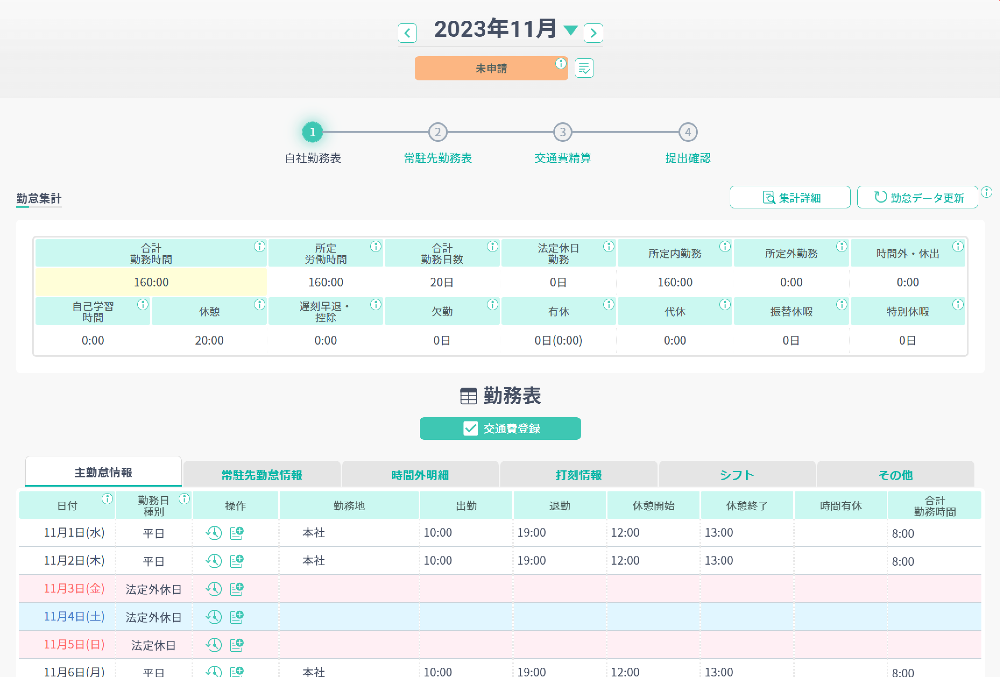 2023年11月
未申請
1 2 3 4
自社勤務表 常駐先勤務表 交通費精算 提出確認
勤怠集計 集計詳細 勤怠データ更新
合計
勤務時間
所定
労働時間
合計
勤務日数
法定休日
勤務
所定内勤務
所定外勤務
時間外・休出
160:00 160:00 20日 0日 160:00 0:00 0:00
自己学習
時間
休憩
遅刻早退・
控除
欠勤
有休
代休
振替休暇
特別休暇
0:00 20:00 0:00 0日 0日(0:00) 0:00 0日 0日
勤務表
交通費登録
主勤怠情報 常駐先勤怠情報 時間外明細 打刻情報 シフト その他
日付
勤務日
種別
操作
勤務地
出勤
退勤
休憩開始
休憩終了
時間有休
合計
勤務時間
11月1日(水) 平日 本社 10:00 19:00 12:00 13:00 8:00
11月2日(木) 平日 本社 10:00 19:00 12:00 13:00 8:00
11月3日(金) 法定外休日
11月4日(土) 法定外休日
11月5日(日) 法定休日
11月6日(月) 平日 本社 10:00 19:00 12:00 13:00 8:00